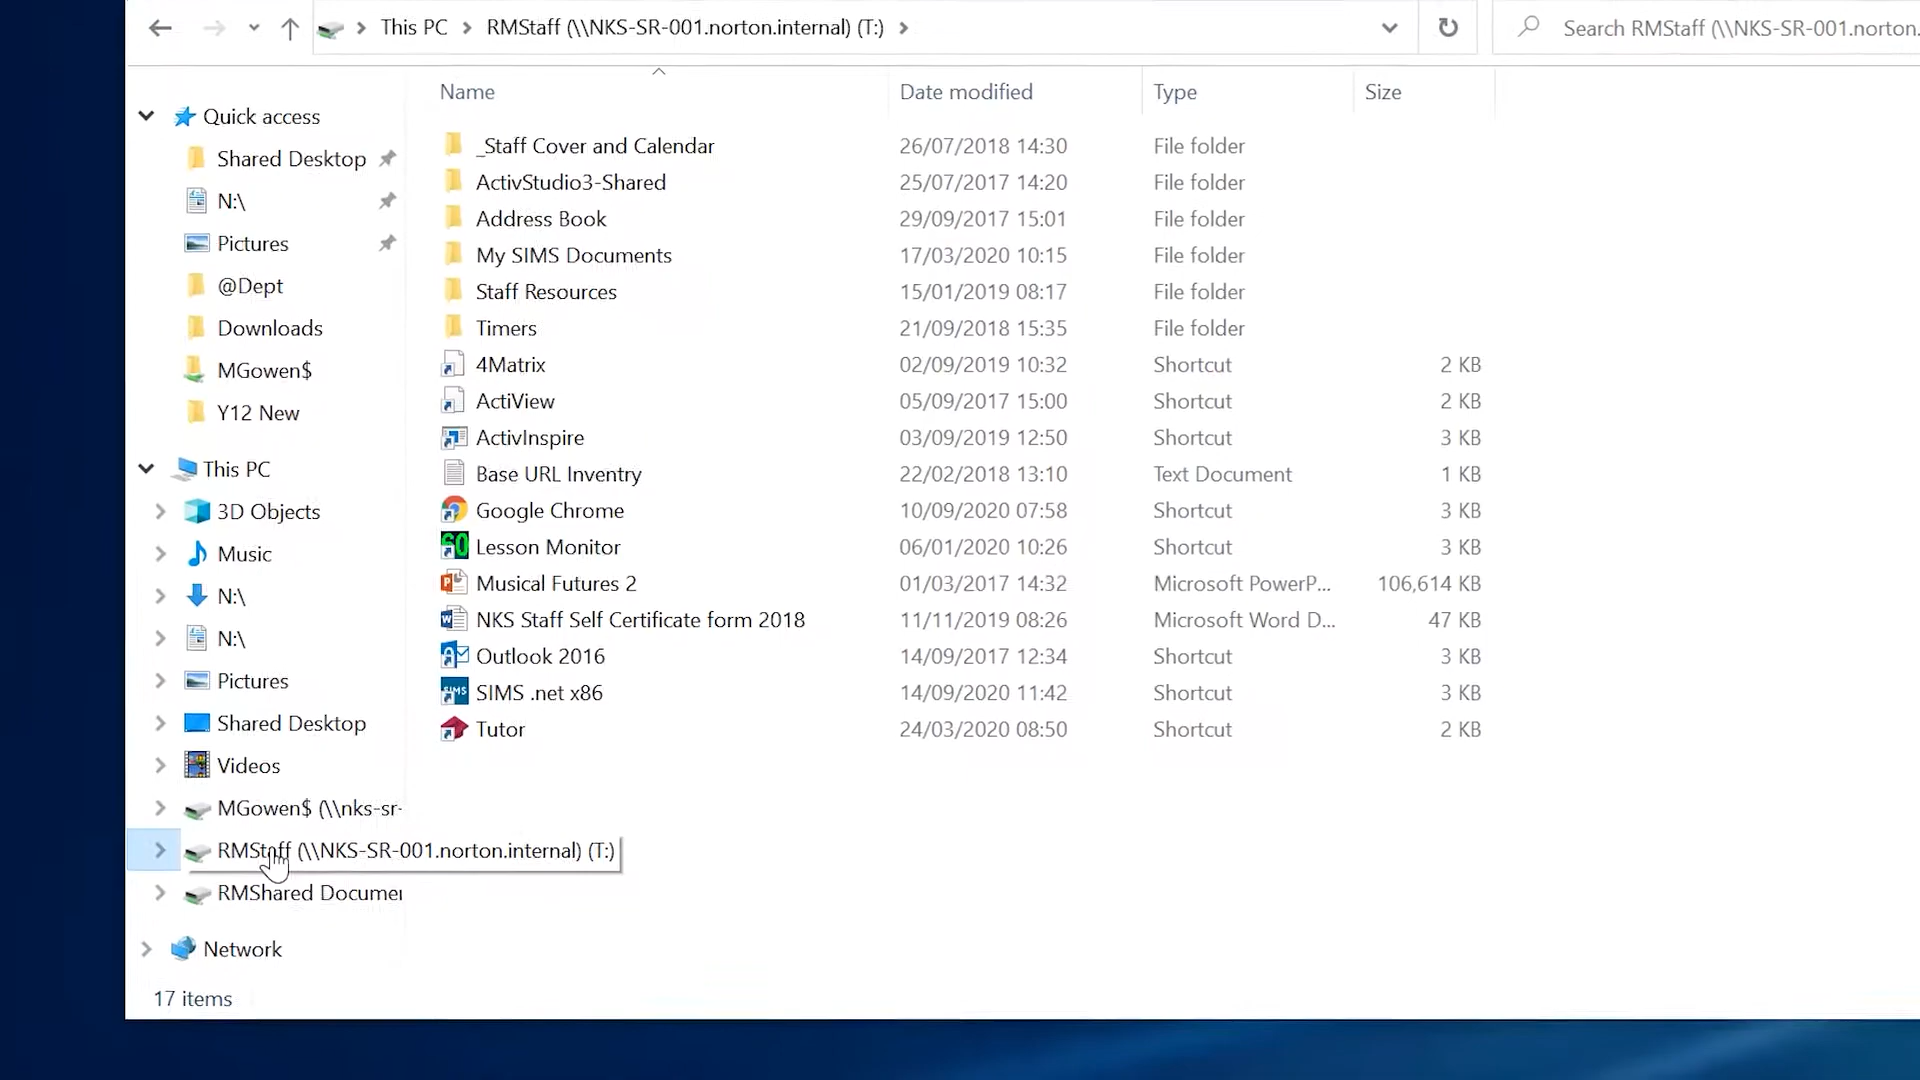 This PC > RMStaff (\\NKS-SR-001.norton.internal) (T:) >
Search RMStaff (\\NKS-SR-001.norton.
Name Date modified Type Size
Quick access
Shared Desktop
N:\
Pictures
@Dept
Downloads
MGowen$
Y12 New
This PC
3D Objects
Music
N:\
N:\
Pictures
Shared Desktop
Videos
MGowen$ (\\nks-sr-
RMStaff (\\NKS-SR-001.norton.internal) (T:)
RMShared Documen
Network
_Staff Cover and Calendar 26/07/2018 14:30 File folder
ActivStudio3-Shared 25/07/2017 14:20 File folder
Address Book 29/09/2017 15:01 File folder
My SIMS Documents 17/03/2020 10:15 File folder
Staff Resources 15/01/2019 08:17 File folder
Timers 21/09/2018 15:35 File folder
4Matrix 02/09/2019 10:32 Shortcut 2 KB
ActiView 05/09/2017 15:00 Shortcut 2 KB
ActivInspire 03/09/2019 12:50 Shortcut 3 KB
Base URL Inventry 22/02/2018 13:10 Text Document 1 KB
Google Chrome 10/09/2020 07:58 Shortcut 3 KB
Lesson Monitor 06/01/2020 10:26 Shortcut 3 KB
Musical Futures 2 01/03/2017 14:32 Microsoft PowerP... 106,614 KB
NKS Staff Self Certificate form 2018 11/11/2019 08:26 Microsoft Word D... 47 KB
Outlook 2016 14/09/2017 12:34 Shortcut 3 KB
SIMS .net x86 14/09/2020 11:42 Shortcut 3 KB
Tutor 24/03/2020 08:50 Shortcut 2 KB
17 items